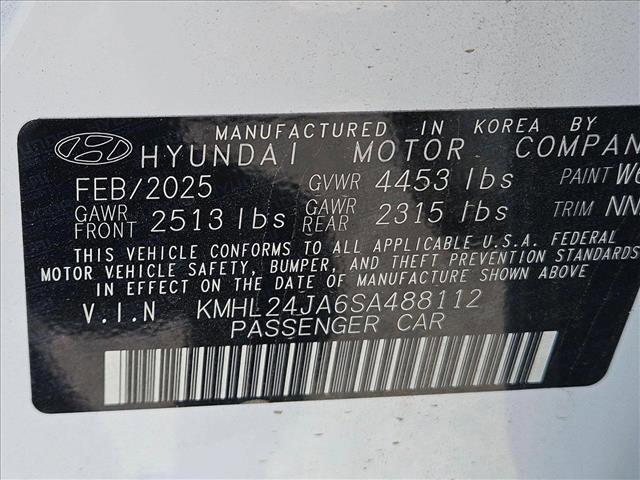 MANUFACTURED IN KOREA BY
HYUNDAI MOTOR COMPAN
FEB/2025 GVWR 4453 lbs PAINT W6
GAWR FRONT 2513 lbs GAWR REAR 2315 lbs TRIM NN
THIS VEHICLE CONFORMS TO ALL APPLICABLE U.S.A. FEDERAL
MOTOR VEHICLE SAFETY, BUMPER, AND THEFT PREVENTION STANDARDS
IN EFFECT ON THE DATE OF MANUFACTURE SHOWN ABOVE
V.I.N KMHL24JA6SA488112
PASSENGER CAR